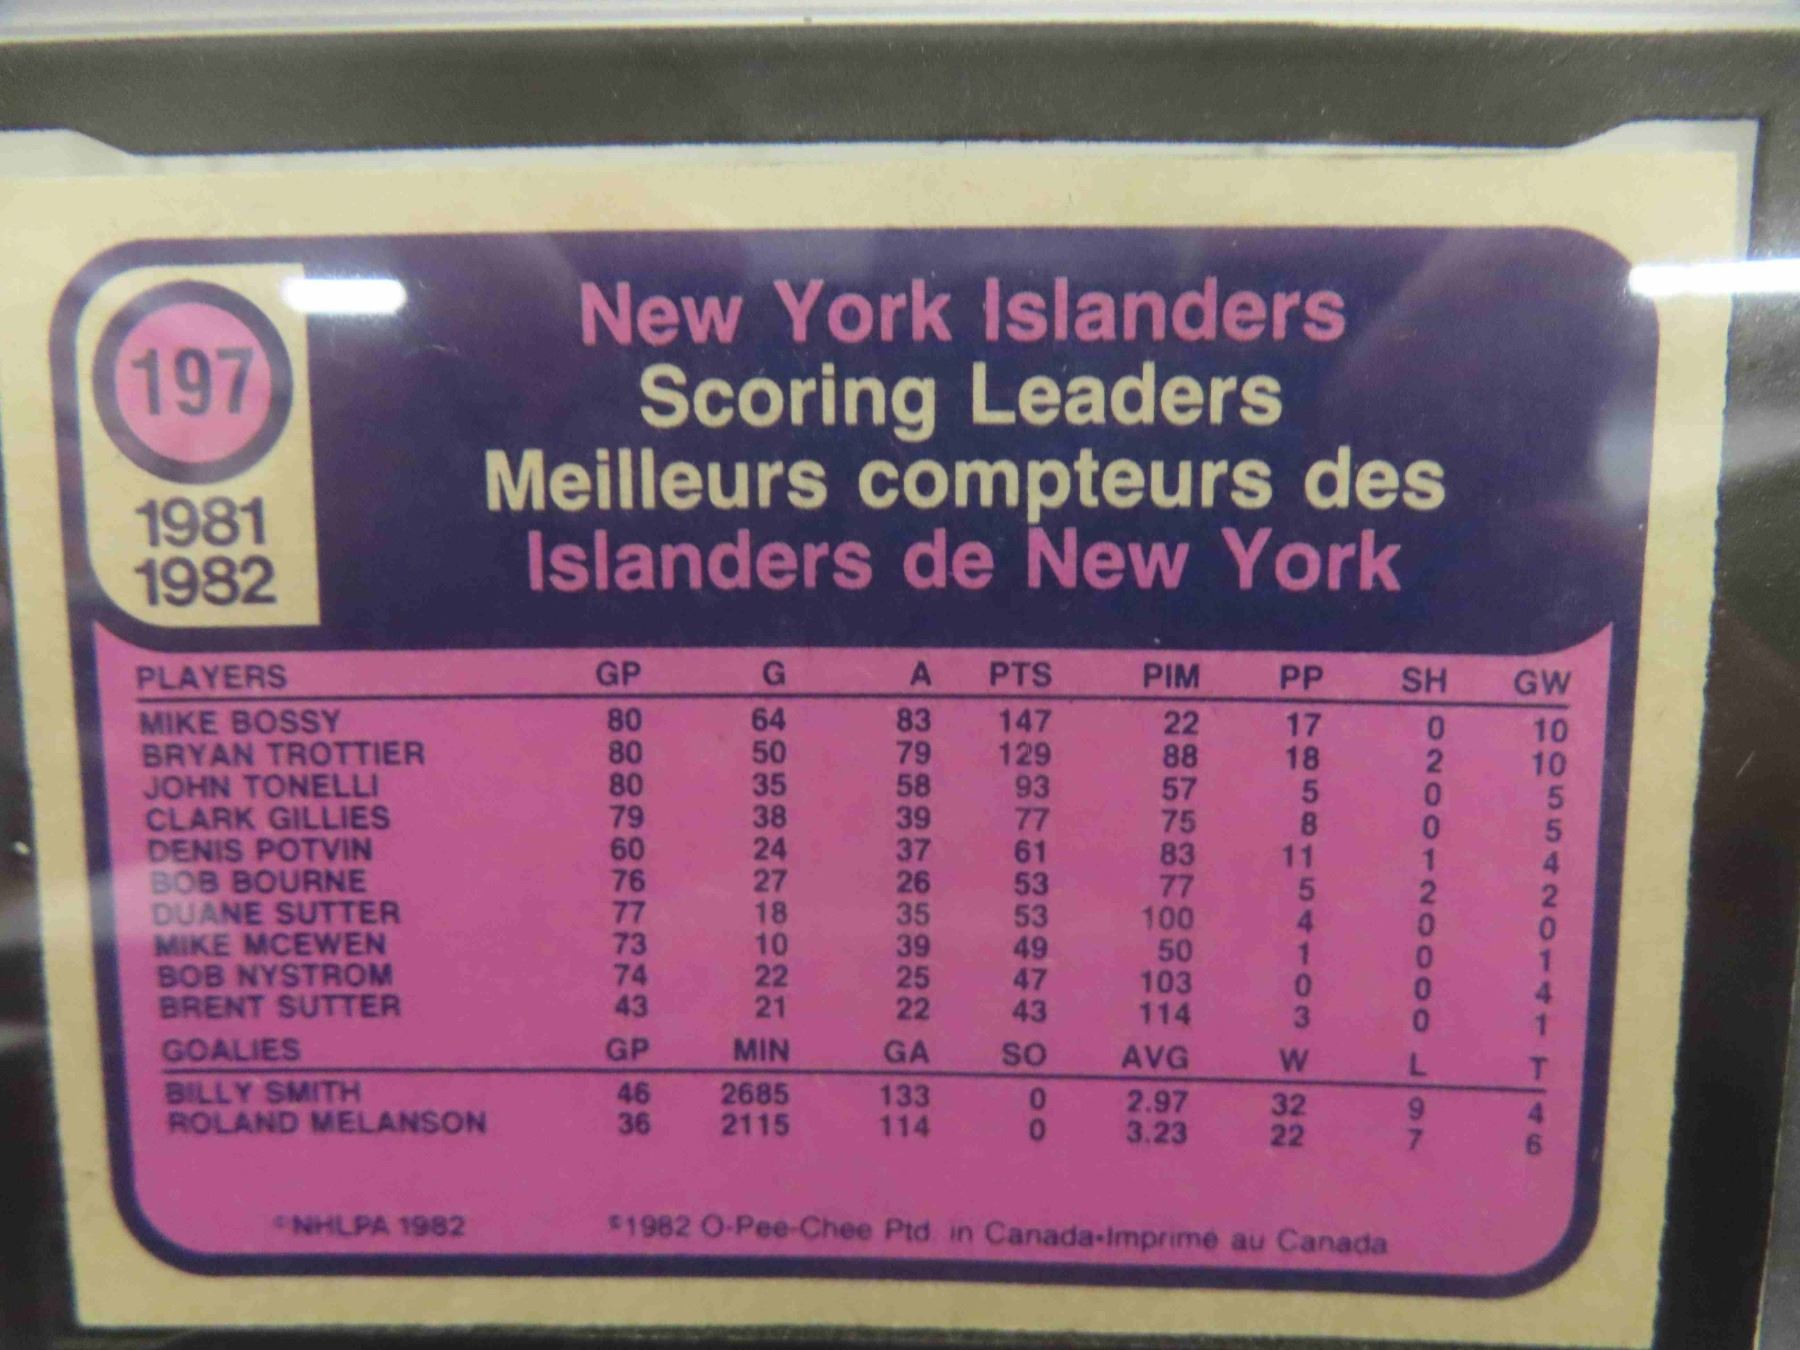 197
1981
1982
New York Islanders
Scoring Leaders
Meilleurs compteurs des
Islanders de New York
PLAYERS GP G A PTS PIM PP SH GW
MIKE BOSSY 80 64 83 147 22 17 0 10
BRYAN TROTTIER 80 50 79 129 88 18 2 10
JOHN TONELLI 80 35 58 93 57 5 0 5
CLARK GILLIES 79 38 39 77 75 8 0 5
DENIS POTVIN 60 24 37 61 83 11 1 4
BOB BOURNE 76 27 26 53 77 5 2 2
DUANE SUTTER 77 18 35 53 100 4 0 0
MIKE MCEWEN 73 10 39 49 50 1 0 1
BOB NYSTROM 74 22 25 47 103 0 0 4
BRENT SUTTER 43 21 22 43 114 3 0 1
GOALIES GP MIN GA SO AVG W L T
BILLY SMITH 46 2685 133 0 2.97 32 9 4
ROLAND MELANSON 36 2115 114 0 3.23 22 7 6
©NHLPA 1982 ©1982 O-Pee-Chee Ptd in Canada•Imprimé au Canada